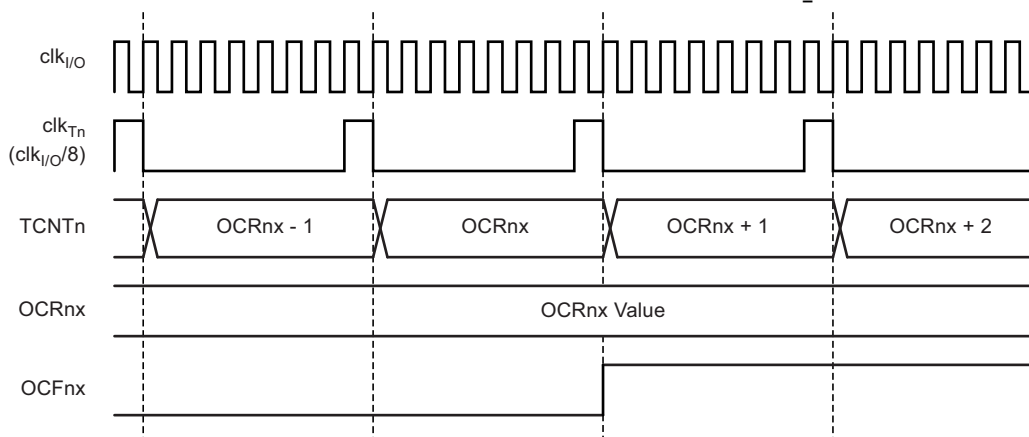 clkI/O
clkTn
(clkI/O/8)
TCNTn
OCRnx - 1
OCRnx
OCRnx + 1
OCRnx + 2
OCRnx
OCRnx Value
OCFnx